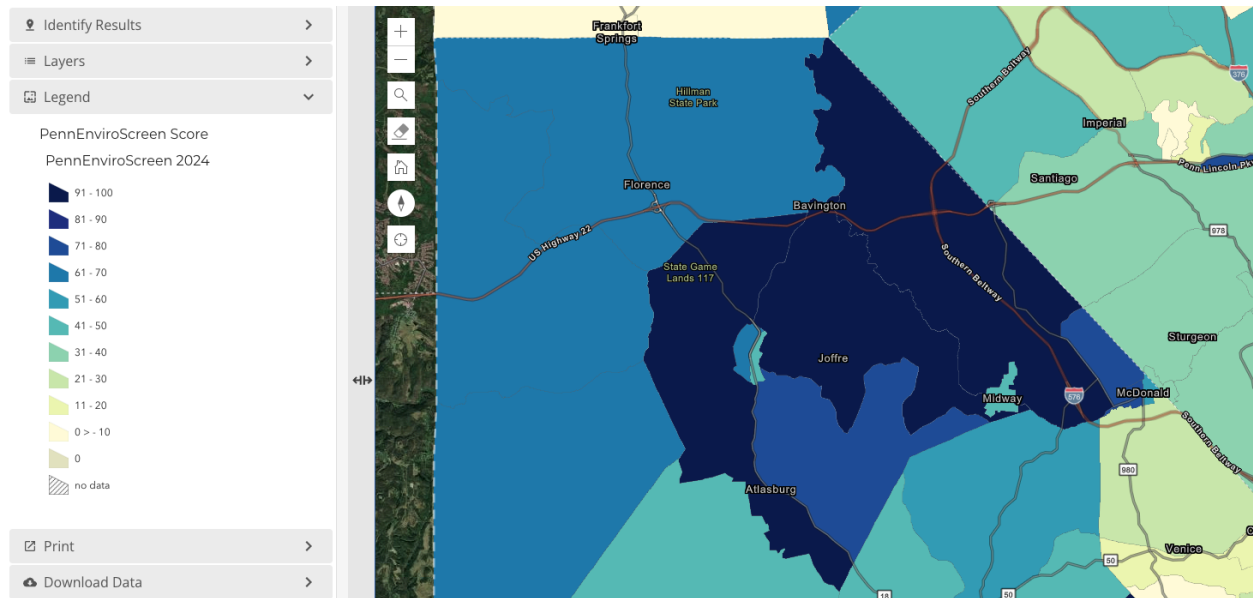 Identify Results
Layers
Legend
PennEnviroScreen Score
PennEnviroScreen 2024
91 - 100
81 - 90
71 - 80
61 - 70
51 - 60
41 - 50
31 - 40
21 - 30
11 - 20
0 > - 10
0
no data
Print
Download Data
Frankfort
Springs
Hillman
State Park
Southern Beltway
376
Imperial
Penn Lincoln Pkwy
Santiago
Florence
Bavington
978
US Highway 22
State Game
Lands 117
Southern Beltway
Sturgeon
Joffre
Midway
576
McDonald
Southern Beltway
980
Atlasburg
Venice
50
50
18